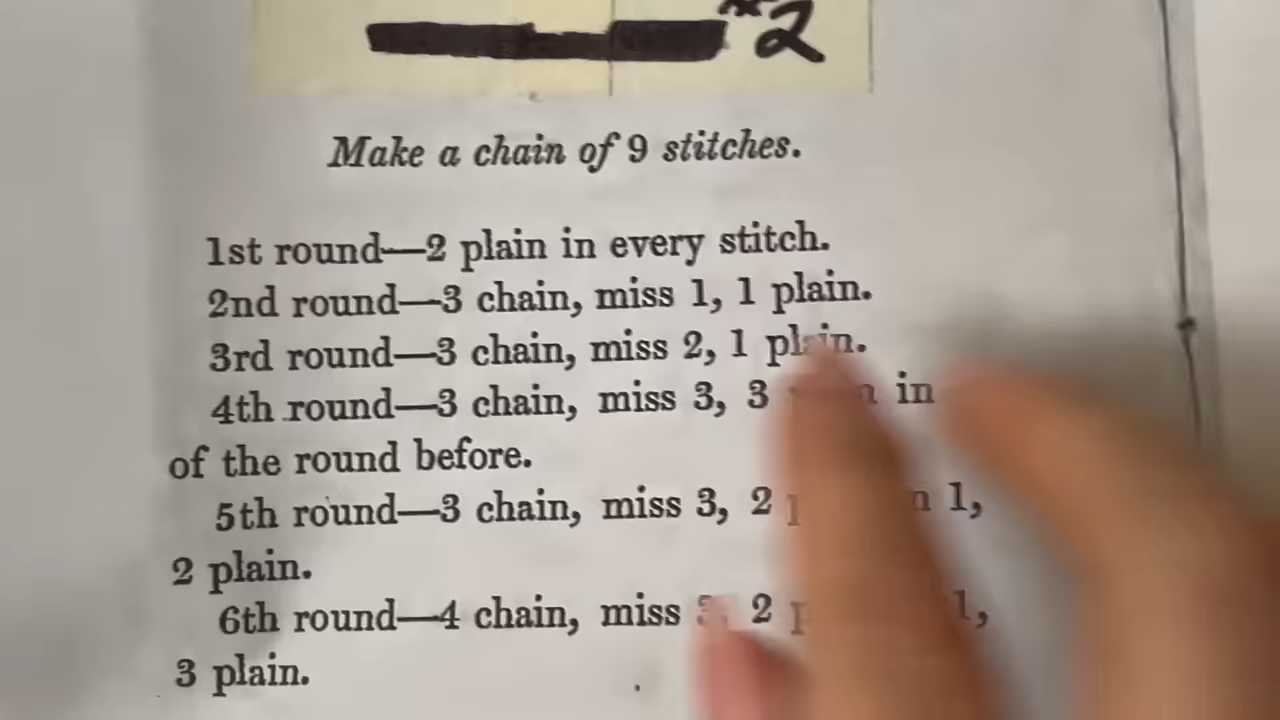 2
Make a chain of 9 stitches.
1st round—2 plain in every stitch.
2nd round—3 chain, miss 1, 1 plain.
3rd round—3 chain, miss 2, 1 plain.
4th round—3 chain, miss 3, 3 in
of the round before.
5th round—3 chain, miss 3, 2 1,
2 plain.
6th round—4 chain, miss 2 1,
3 plain.